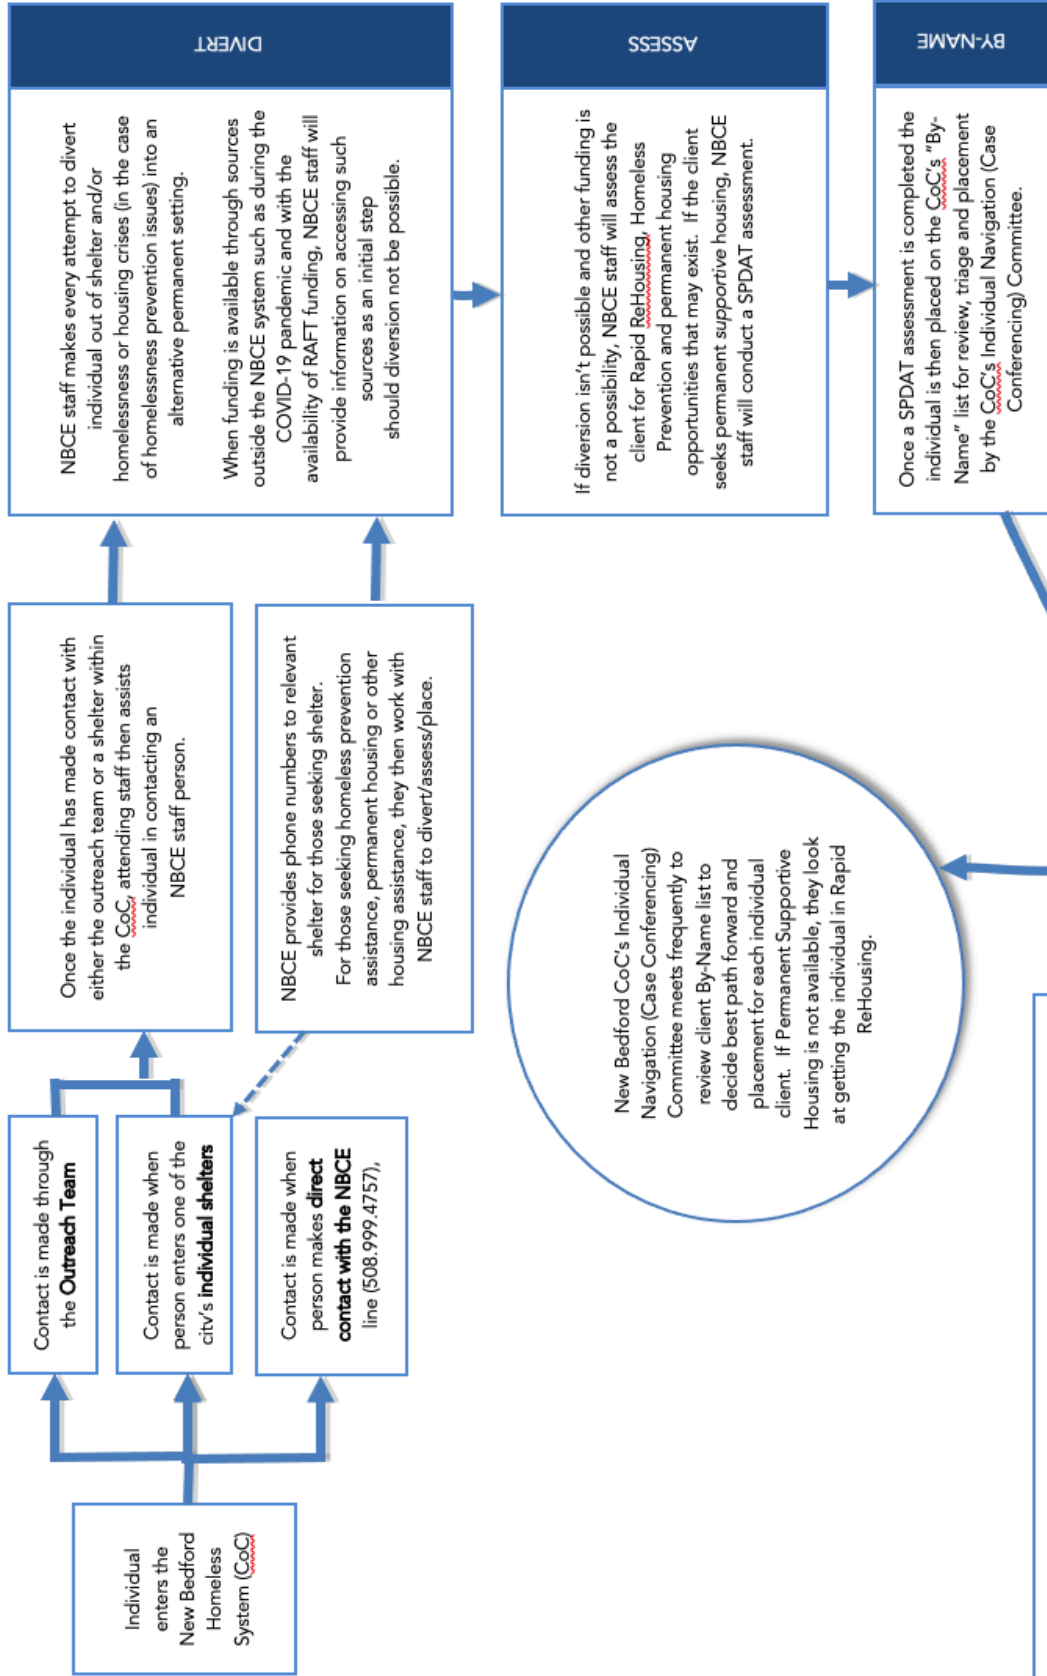 Individual
enters the
New Bedford
Homeless
System (CoC)
Contact is made through
the Outreach Team
Contact is made when
person enters one of the
city's individual shelters
Contact is made when
person makes direct
contact with the NBCE
line (508.999.4757),
Once the individual has made contact with
either the outreach team or a shelter within
the CoC, attending staff then assists
individual in contacting an
NBCE staff person.
NBCE provides phone numbers to relevant
shelter for those seeking shelter.
For those seeking homeless prevention
assistance, permanent housing or other
housing assistance, they then work with
NBCE staff to divert/assess/place.
DIVERT
NBCE staff makes every attempt to divert
individual out of shelter and/or
homelessness or housing crises (in the case
of homelessness prevention issues) into an
alternative permanent setting.
When funding is available through sources
outside the NBCE system such as during the
COVID-19 pandemic and with the
availability of RAFT funding, NBCE staff will
provide information on accessing such
sources as an initial step
should diversion not be possible.
ASSESS
If diversion isn't possible and other funding is
not a possibility, NBCE staff will assess the
client for Rapid ReHousing, Homeless
Prevention and permanent housing
opportunities that may exist. If the client
seeks permanent supportive housing, NBCE
staff will conduct a SPDAT assessment.
BY-NAME
Once a SPDAT assessment is completed the
individual is then placed on the CoC's "By-
Name" list for review, triage and placement
by the CoC's Individual Navigation (Case
Conferencing) Committee.
New Bedford CoC's Individual
Navigation (Case Conferencing)
Committee meets frequently to
review client By-Name list to
decide best path forward and
placement for each individual
client. If Permanent Supportive
Housing is not available, they look
at getting the individual in Rapid
ReHousing.